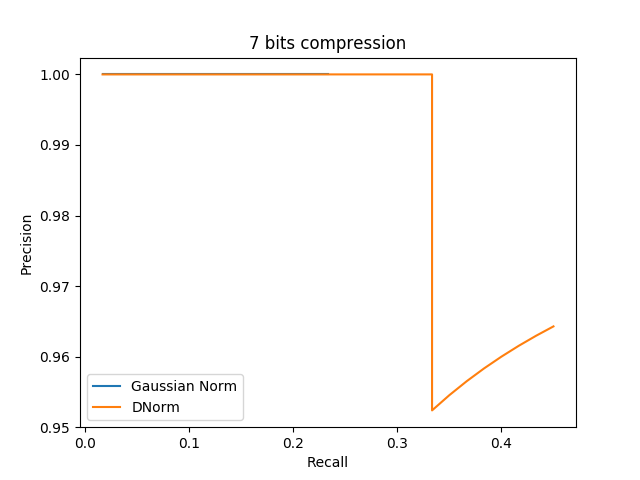 7 bits compression
1.00
0.99
0.98
0.97
0.96
0.95
Precision
Gaussian Norm
DNorm
0.0 0.1 0.2 0.3 0.4
Recall